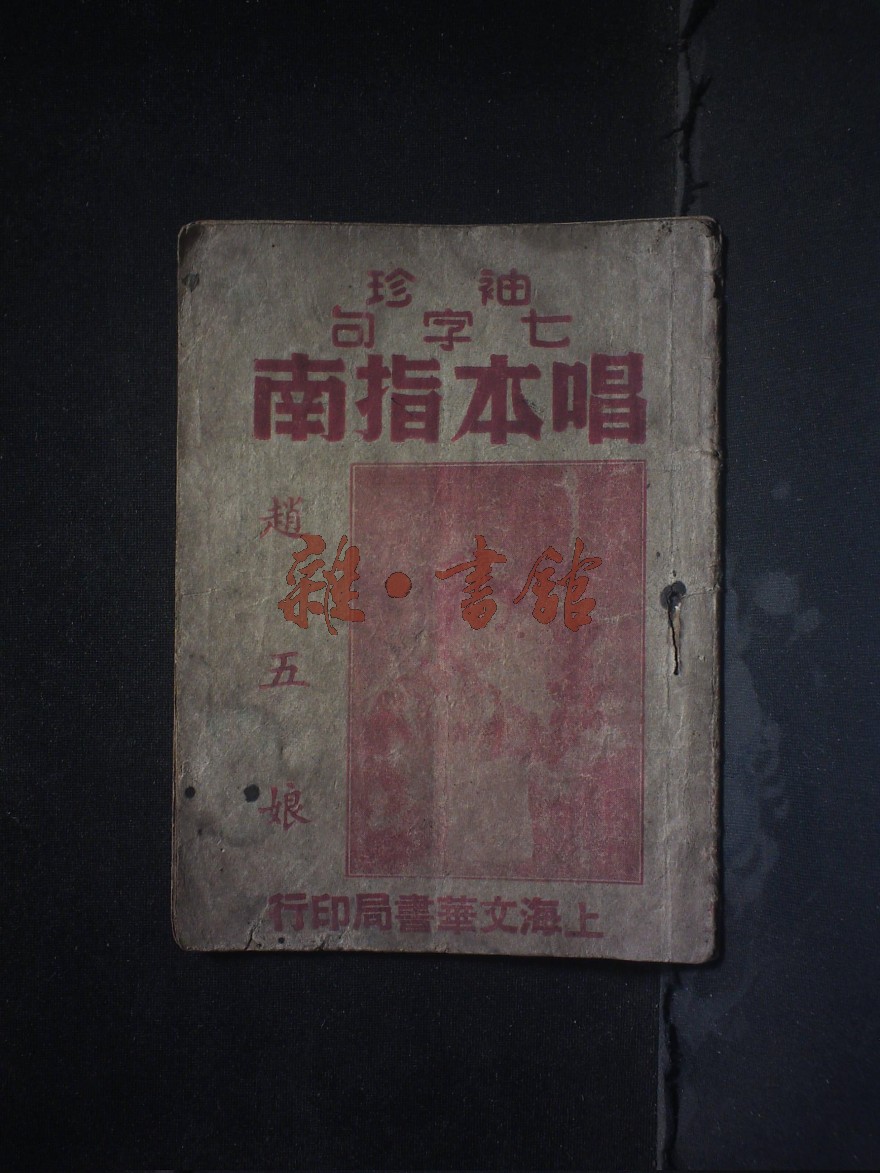 袖珍
七字句
唱本指南
趙五娘
雜·書館
上海文華書局印行